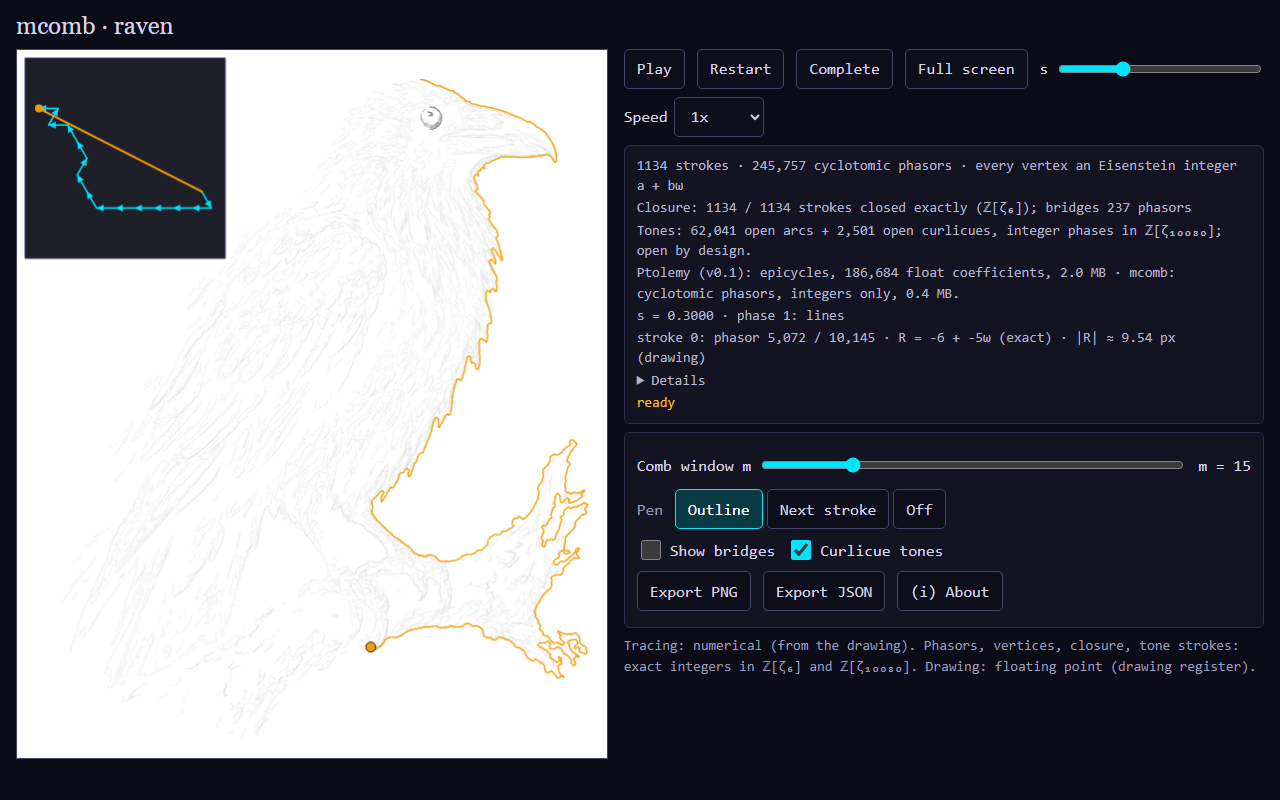 mcomb · raven
Play
Restart
Complete
Full screen
s
Speed
1x
1134 strokes · 245,757 cyclotomic phasors · every vertex an Eisenstein integer
a + bω
Closure: 1134 / 1134 strokes closed exactly (ℤ[ζ₆]); bridges 237 phasors
Tones: 62,041 open arcs + 2,501 open curlicues, integer phases in ℤ[ζ₁₀₀₈₀];
open by design.
Ptolemy (v0.1): epicycles, 186,684 float coefficients, 2.0 MB · mcomb:
cyclotomic phasors, integers only, 0.4 MB.
s = 0.3000 · phase 1: lines
stroke 0: phasor 5,072 / 10,145 · R = -6 + -5ω (exact) · |R| ≈ 9.54 px
(drawing)
▶ Details
ready
Comb window m
m = 15
Pen
Outline
Next stroke
Off
Show bridges
Curlicue tones
Export PNG
Export JSON
(i) About
Tracing: numerical (from the drawing). Phasors, vertices, closure, tone strokes:
exact integers in ℤ[ζ₆] and ℤ[ζ₁₀₀₈₀]. Drawing: floating point (drawing register).